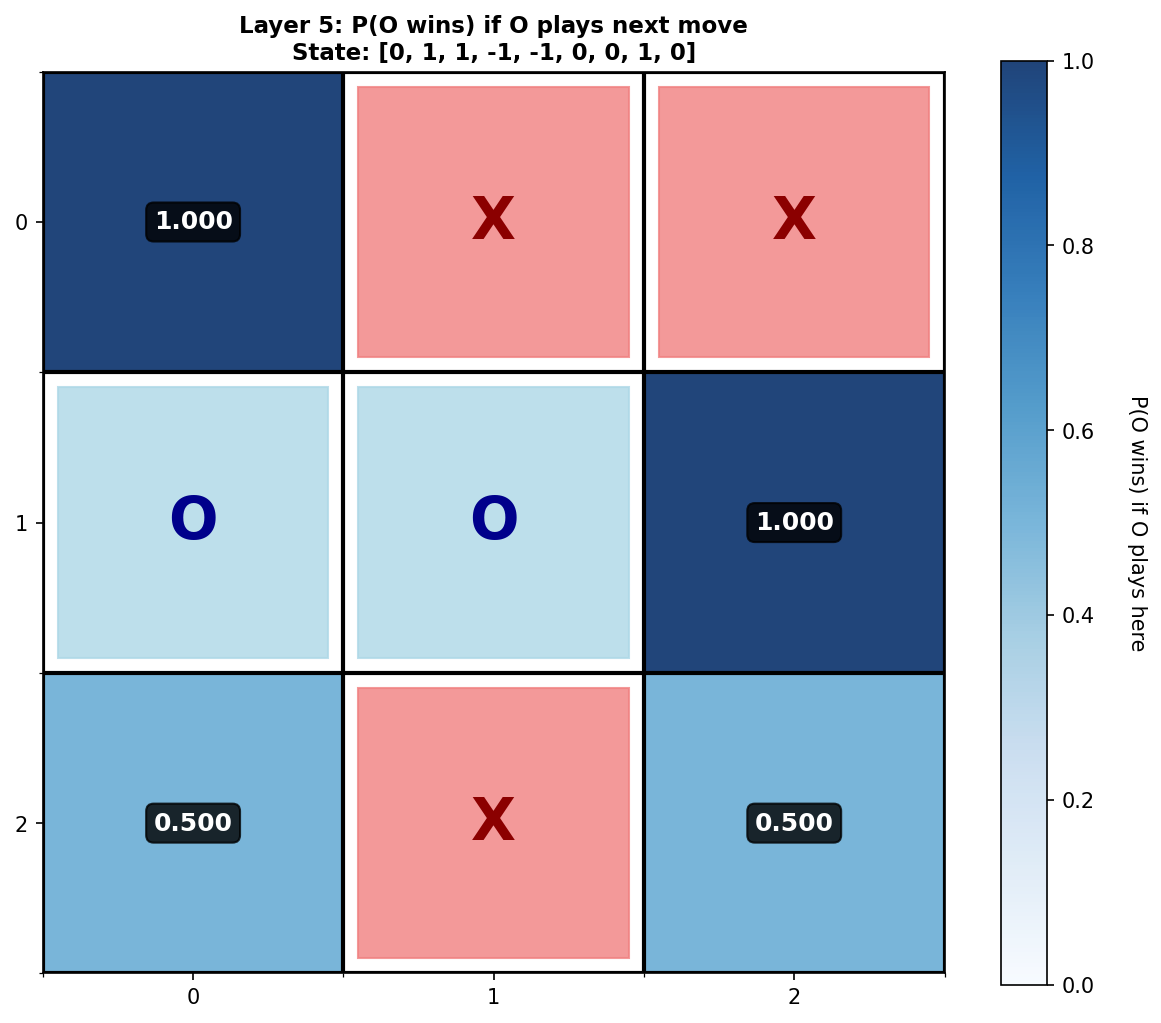 Layer 5: P(O wins) if O plays next move
State: [0, 1, 1, -1, -1, 0, 0, 1, 0]
0
1.000
X
X
1
O
O
1.000
2
0.500
X
0.500
0
1
2
1.0
0.8
0.6
0.4
0.2
0.0
P(O wins) if O plays here